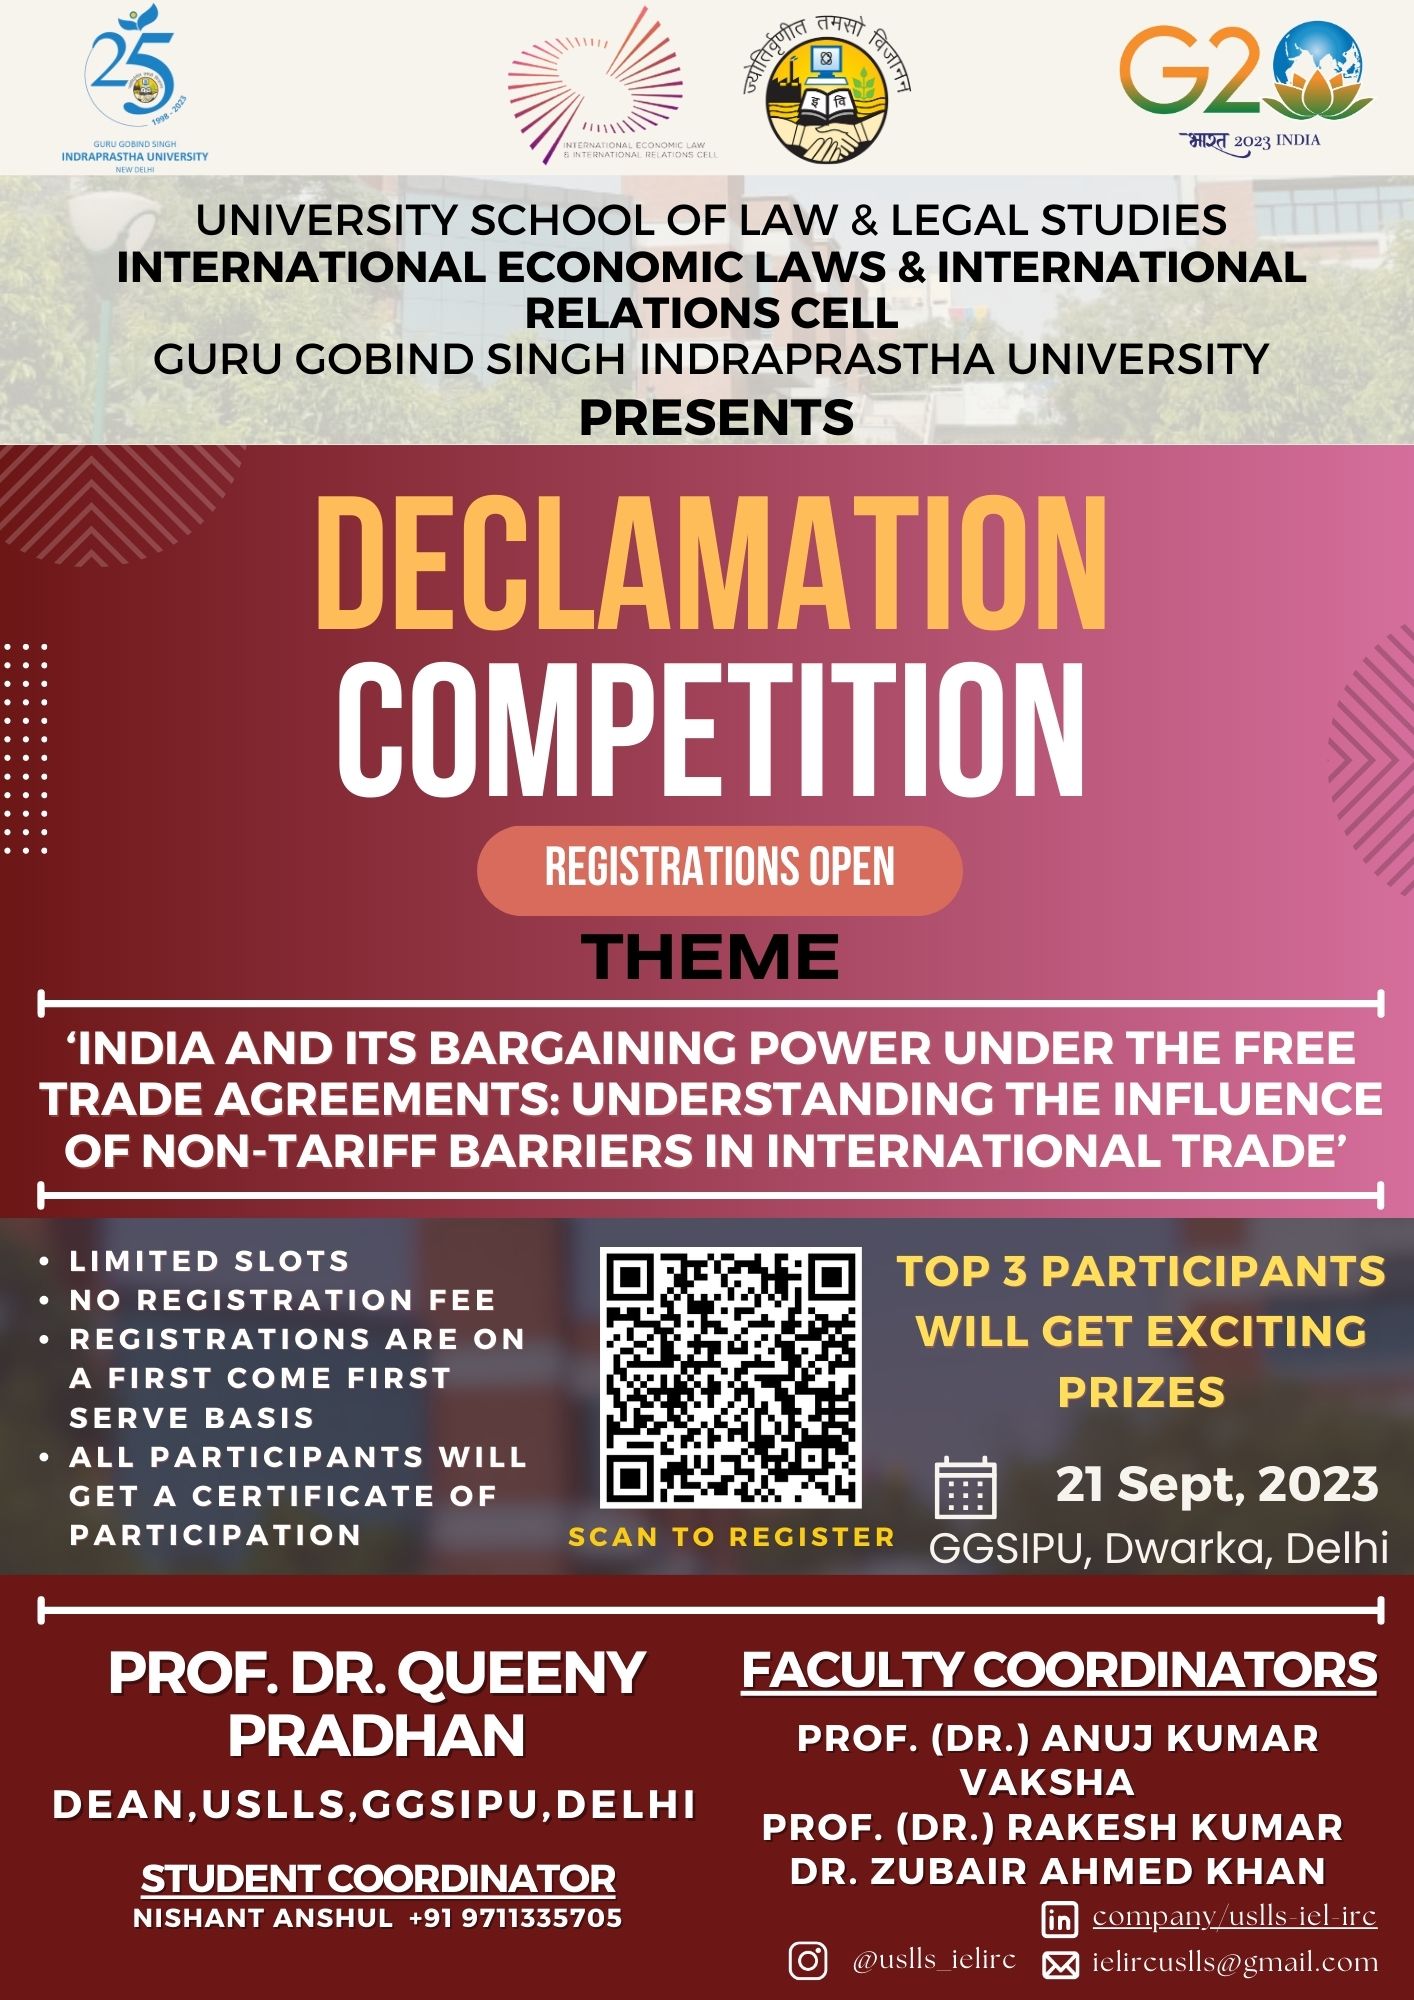 25
1998 - 2023
GURU GOBIND SINGH
INDRAPRASTHA UNIVERSITY
NEW DELHI
INTERNATIONAL ECONOMIC LAW
& INTERNATIONAL RELATIONS CELL
ज्योतिर्वृणीत तमसो विजानन
इ वि
G20
भारत 2023 INDIA
UNIVERSITY SCHOOL OF LAW & LEGAL STUDIES
INTERNATIONAL ECONOMIC LAWS & INTERNATIONAL
RELATIONS CELL
GURU GOBIND SINGH INDRAPRASTHA UNIVERSITY
PRESENTS
DECLAMATION
COMPETITION
REGISTRATIONS OPEN
THEME
‘INDIA AND ITS BARGAINING POWER UNDER THE FREE
TRADE AGREEMENTS: UNDERSTANDING THE INFLUENCE
OF NON-TARIFF BARRIERS IN INTERNATIONAL TRADE’
• LIMITED SLOTS
• NO REGISTRATION FEE
• REGISTRATIONS ARE ON
A FIRST COME FIRST
SERVE BASIS
• ALL PARTICIPANTS WILL
GET A CERTIFICATE OF
PARTICIPATION
SCAN TO REGISTER
TOP 3 PARTICIPANTS
WILL GET EXCITING
PRIZES
21 Sept, 2023
GGSIPU, Dwarka, Delhi
PROF. DR. QUEENY
PRADHAN
DEAN,USLLS,GGSIPU,DELHI
STUDENT COORDINATOR
NISHANT ANSHUL +91 9711335705
FACULTY COORDINATORS
PROF. (DR.) ANUJ KUMAR
VAKSHA
PROF. (DR.) RAKESH KUMAR
DR. ZUBAIR AHMED KHAN
in company/uslls-iel-irc
@uslls_ielirc
ielircuslls@gmail.com